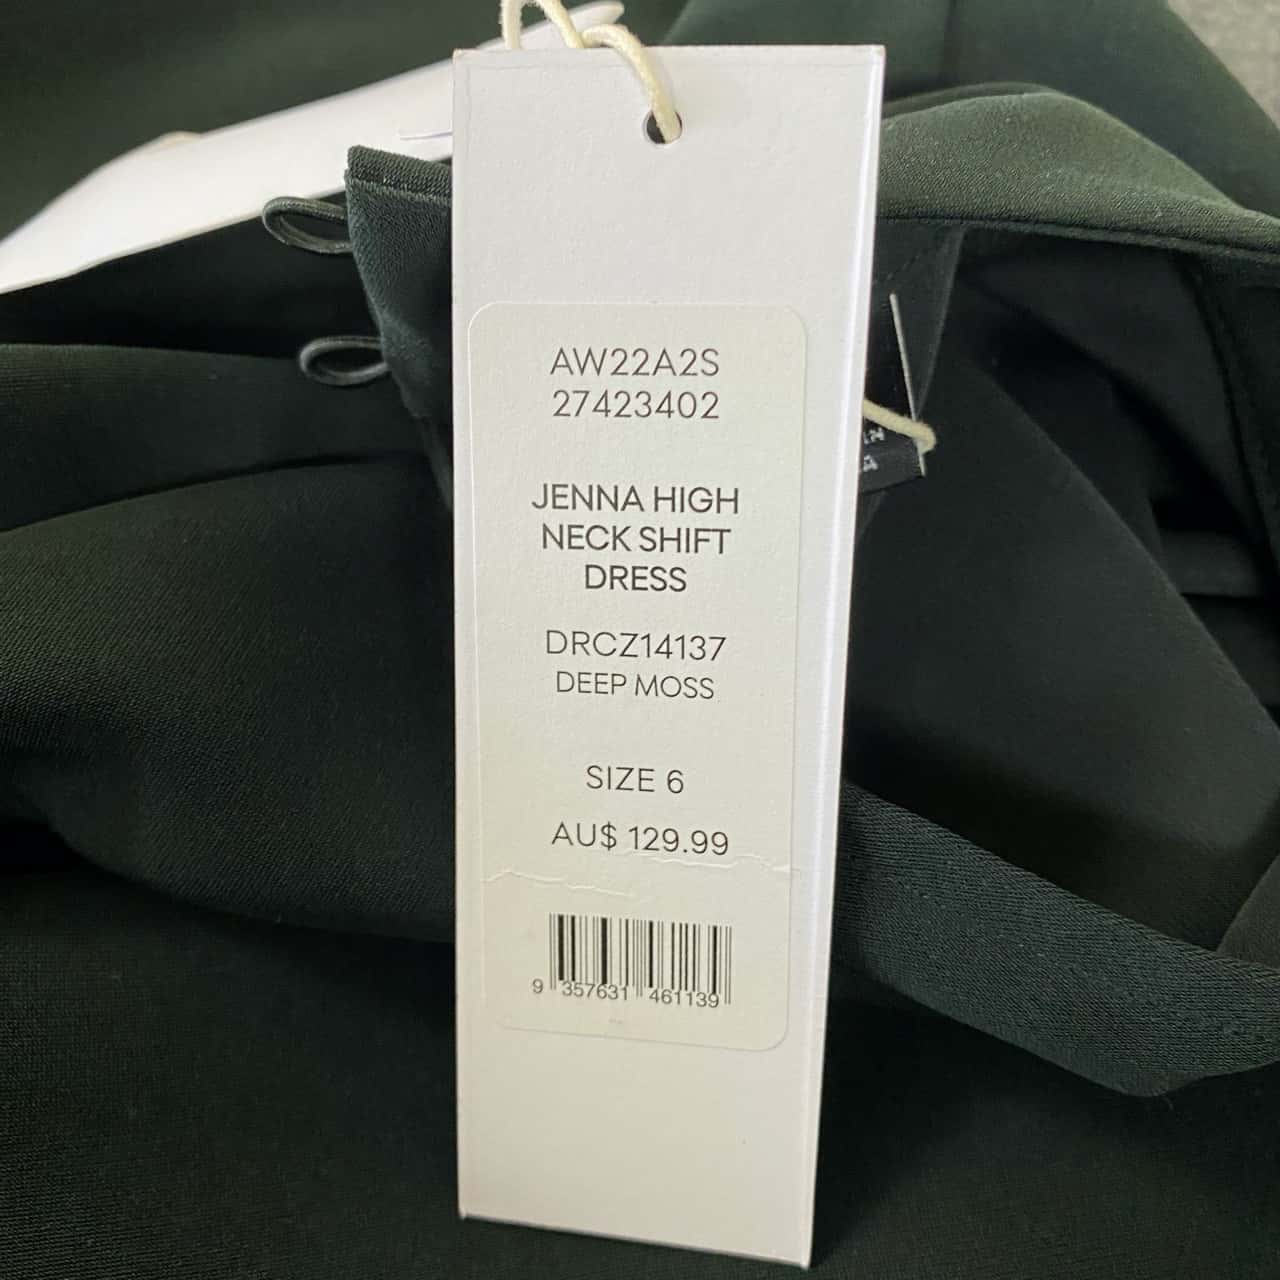 AW22A2S
27423402
JENNA HIGH
NECK SHIFT
DRESS
DRCZ14137
DEEP MOSS
SIZE 6
AU$ 129.99
9 357631 461139